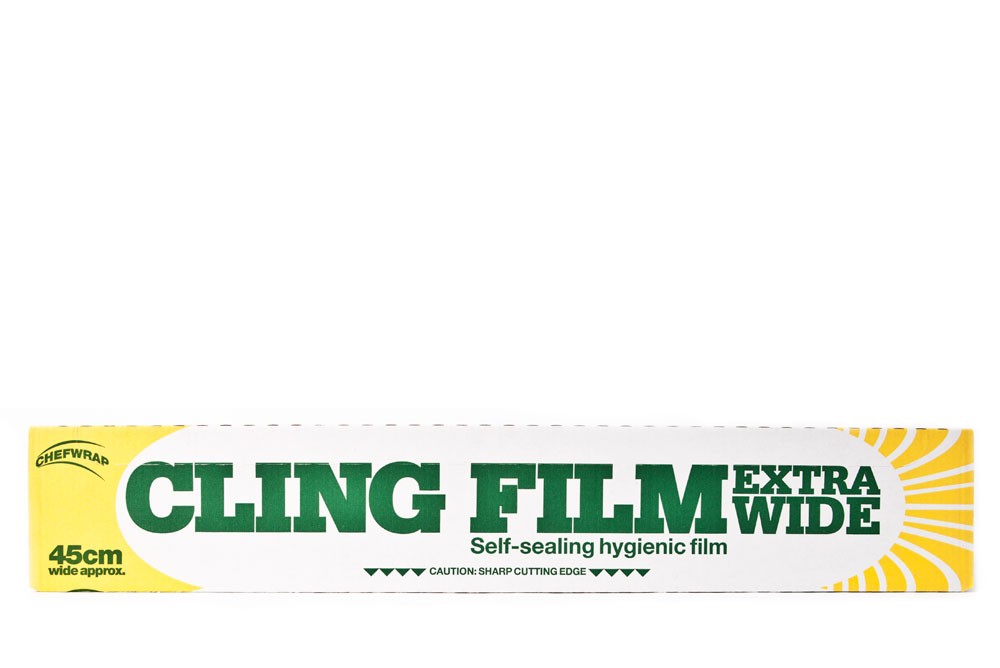 CHEFWRAP
CLING FILM EXTRA WIDE
Self-sealing hygienic film
45cm
wide approx.
CAUTION: SHARP CUTTING EDGE